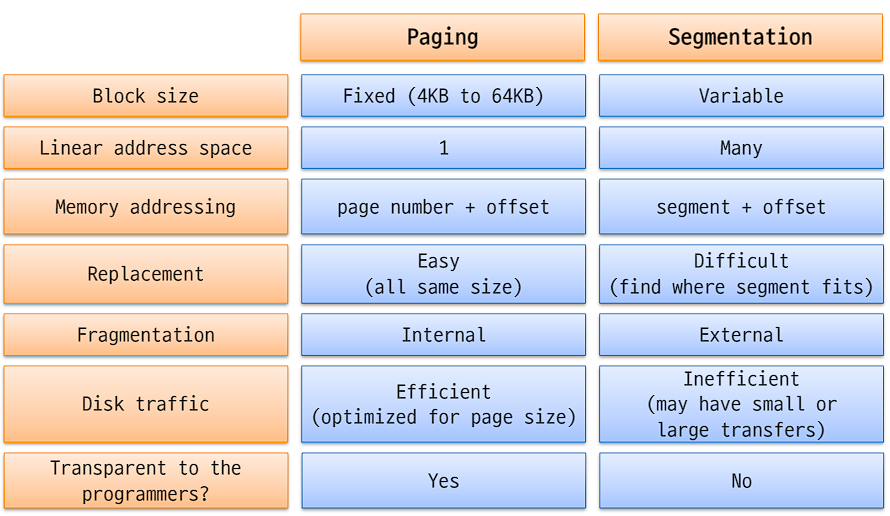 Paging Segmentation
Block size Fixed (4KB to 64KB) Variable
Linear address space 1 Many
Memory addressing page number + offset segment + offset
Replacement
Easy
(all same size)
Difficult
(find where segment fits)
Fragmentation Internal External
Disk traffic
Efficient
(optimized for page size)
Inefficient
(may have small or
large transfers)
Transparent to the
programmers?
Yes
No